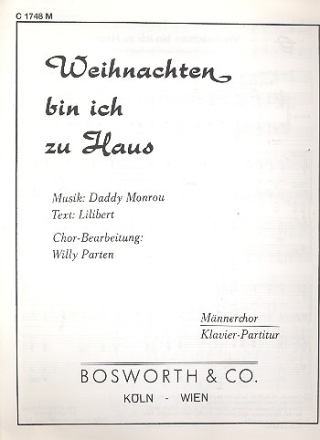 C 1748 M
Weihnachten
bin ich
zu Haus
Musik: Daddy Monrou
Text: Lilibert
Chor-Bearbeitung:
Willy Parten
Männerchor
Klavier-Partitur
BOSWORTH & CO.
KÖLN - WIEN